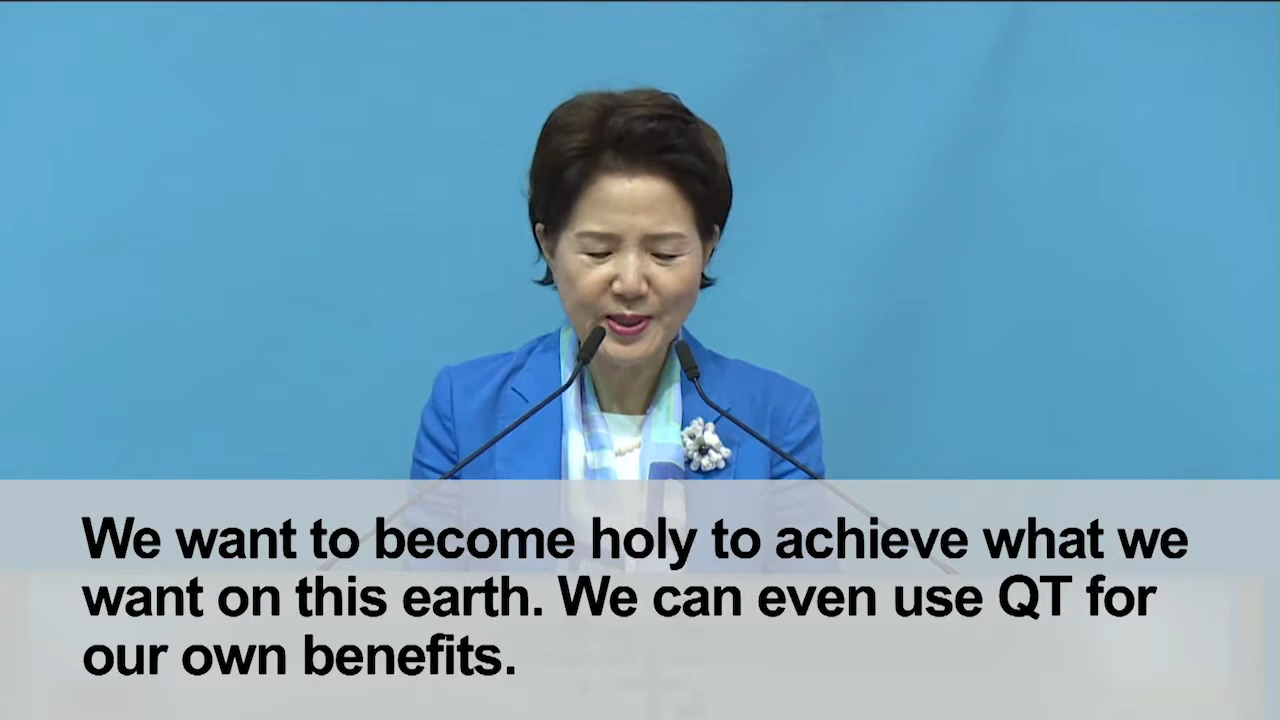 We want to become holy to achieve what we
want on this earth. We can even use QT for
our own benefits.